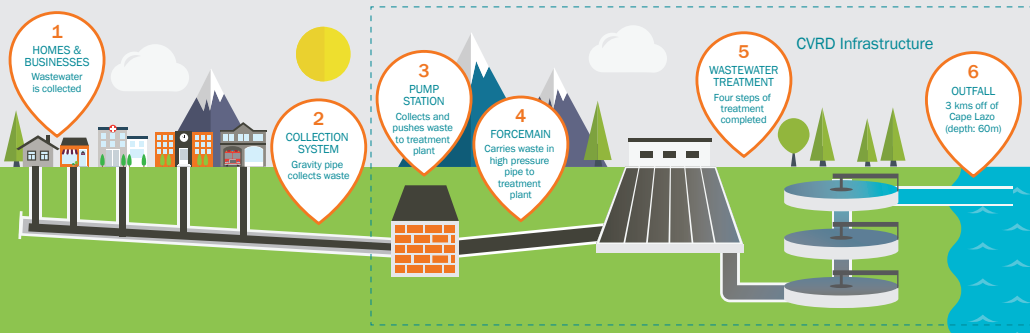 1
HOMES &
BUSINESSES
Wastewater
is collected
2
COLLECTION
SYSTEM
Gravity pipe
collects waste
3
PUMP
STATION
Collects and
pushes waste
to treatment
plant
4
FORCEMAIN
Carries waste in
high pressure
pipe to
treatment
plant
5
WASTEWATER
TREATMENT
Four steps of
treatment
completed
CVRD Infrastructure
6
OUTFALL
3 kms off of
Cape Lazo
(depth: 60m)